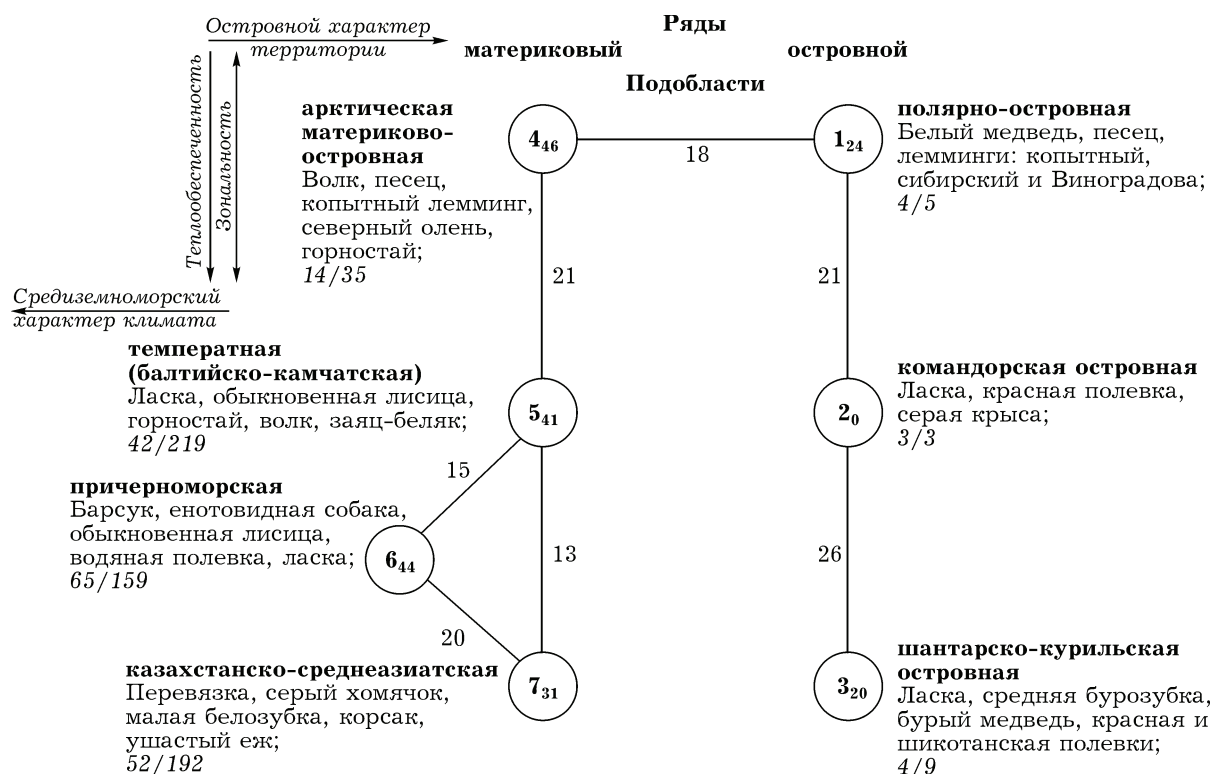 Островной характер
территории
Ряды
материковый
островной
Подобласти
Теплообеспеченность
Зональность
Средиземноморский
характер климата
арктическая
материково-
островная
Волк, песец,
копытный лемминг,
северный олень,
горностай;
14/35
4₄₆
18
1₂₄
полярно-островная
Белый медведь, песец,
лемминги: копытный,
сибирский и Виноградова;
4/5
21
21
температная
(балтийско-камчатская)
Ласка, обыкновенная лисица,
горностай, волк, заяц-беляк;
42/219
5₄₁
2₀
командорская островная
Ласка, красная полевка,
серая крыса;
3/3
15
причерноморская
Барсук, енотовидная собака,
обыкновенная лисица,
водяная полевка, ласка;
65/159
6₄₄
13
26
20
казахстанско-среднеазиатская
Перевязка, серый хомячок,
малая белозубка, корсак,
ушастый еж;
52/192
7₃₁
3₂₀
шантарско-курильская
островная
Ласка, средняя бурозубка,
бурый медведь, красная и
шикотанская полевки;
4/9